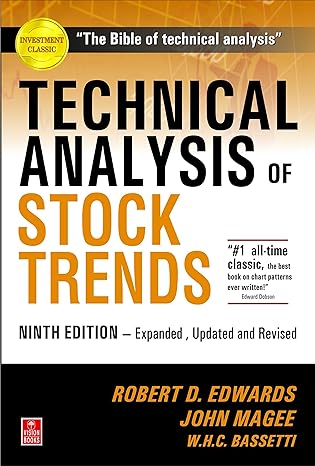 INVESTMENT
CLASSIC
"The Bible of technical analysis"
TECHNICAL
ANALYSIS OF
STOCK
TRENDS
"#1 all-time
classic, the best
book on chart patterns
ever written!"
Edward Dobson
NINTH EDITION – Expanded , Updated and Revised
ROBERT D. EDWARDS
JOHN MAGEE
W.H.C. BASSETTI
VISION
BOOKS